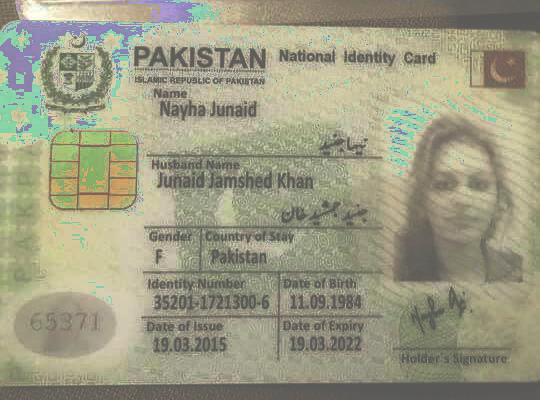 PAKISTAN National Identity Card
ISLAMIC REPUBLIC OF PAKISTAN
Name
Nayha Junaid
نیہا جنید
Husband Name
Junaid Jamshed Khan
جنید جمشید خان
Gender Country of Stay
F Pakistan
Identity Number Date of Birth
35201-1721300-6 11.09.1984
65371
Date of Issue Date of Expiry
19.03.2015 19.03.2022
Holder's Signature